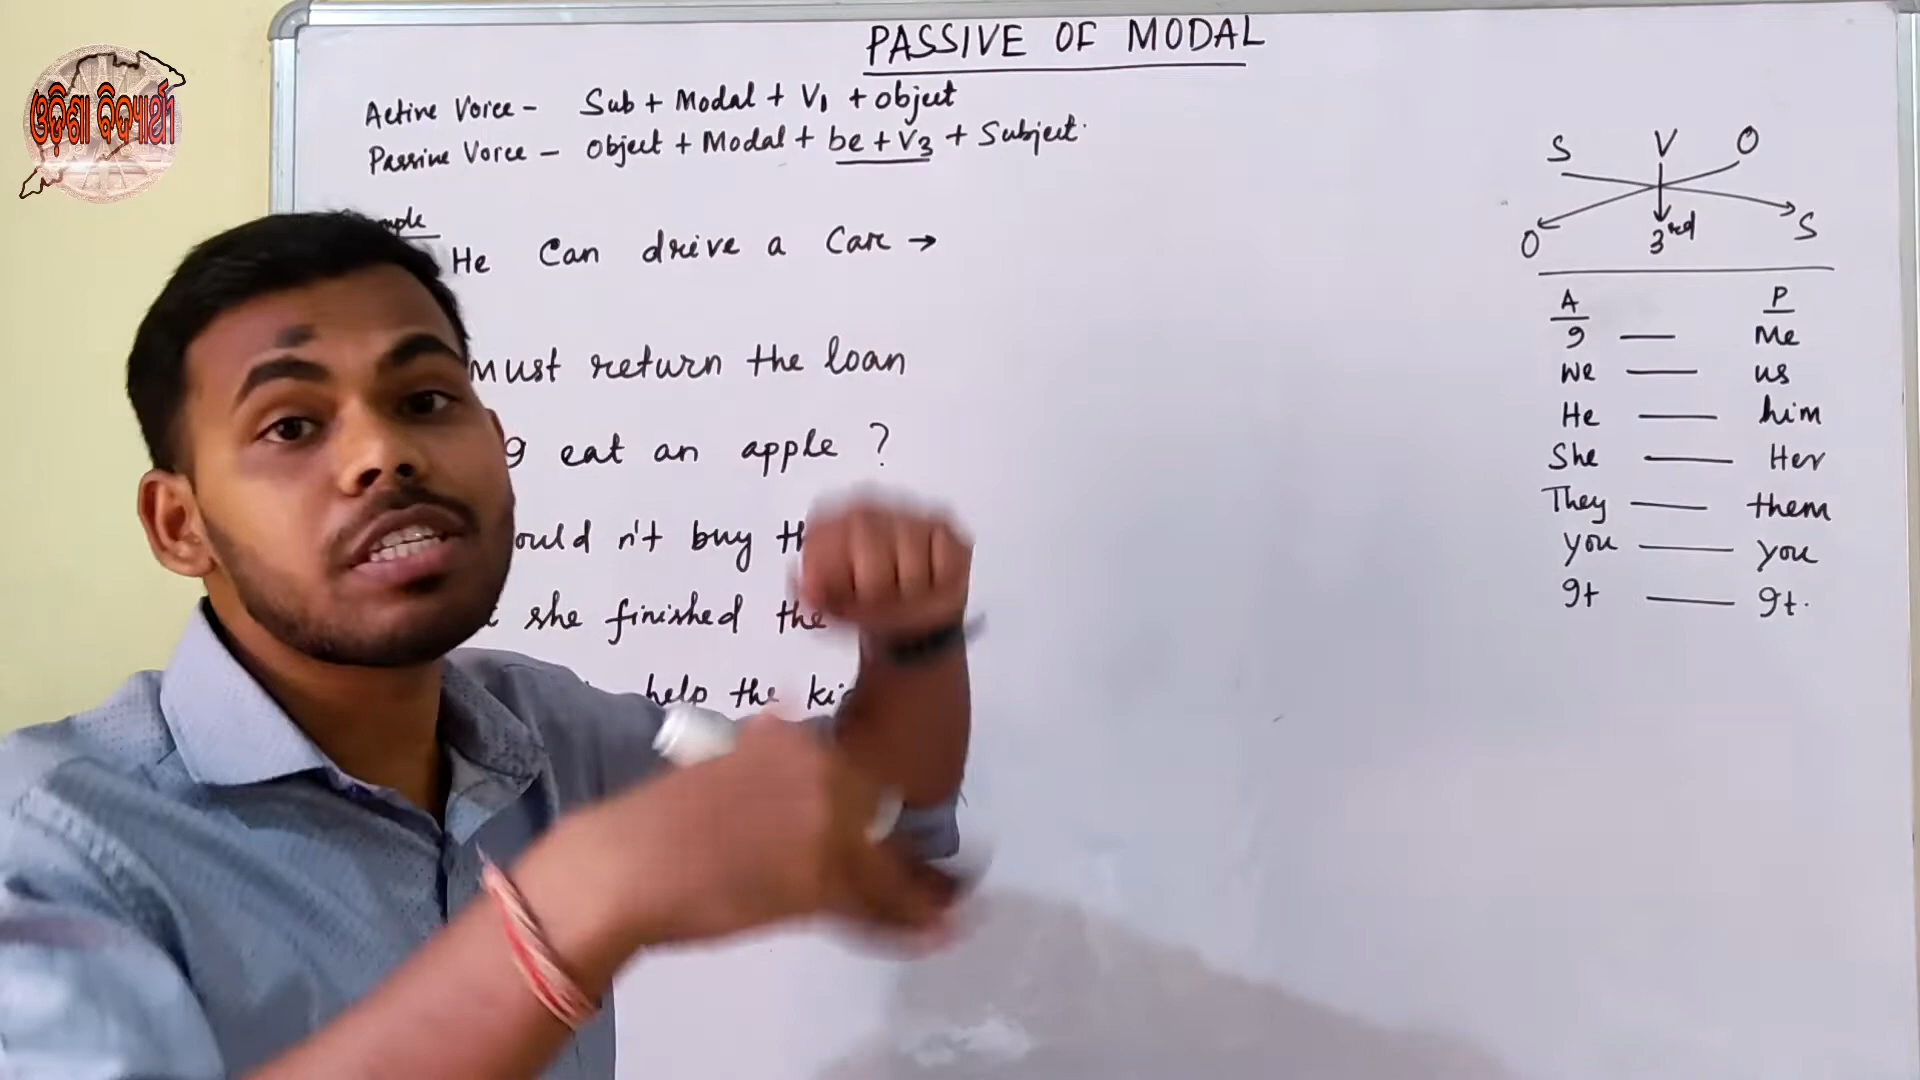 ଓଡ଼ିଶା ବିଦ୍ୟାର୍ଥୀ
PASSIVE OF MODAL
Active Voice - Sub + Modal + V1 + object
Passive Voice - Object + Modal + be + V3 + Subject.
He Can drive a Car →
must return the loan
I eat an apple ?
n't buy
she finished the
help the
S V O
O 3rd S
A P
I — Me
We — us
He — him
She — Her
They — them
you — you
It — It.